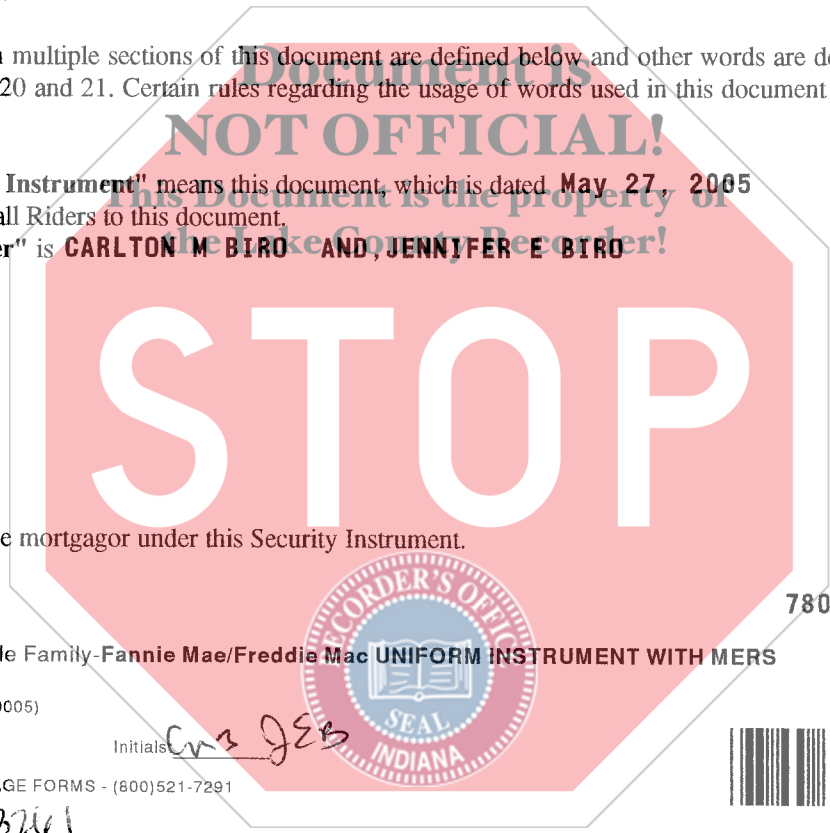 multiple sections of this document are defined below and other words are de
20 and 21. Certain rules regarding the usage of words used in this document
Document is
NOT OFFICIAL!
This Document is the property of
the Lake County Recorder!
Instrument" means this document, which is dated May 27, 2005
all Riders to this document.
er" is CARLTON M BIRO AND, JENNIFER E BIRO
STOP
e mortgagor under this Security Instrument.
RECORDER'S OFFICE
SEAL
INDIANA
780
le Family-Fannie Mae/Freddie Mac UNIFORM INSTRUMENT WITH MERS
0005)
Initials: CMB JEB
GE FORMS - (800)521-7291